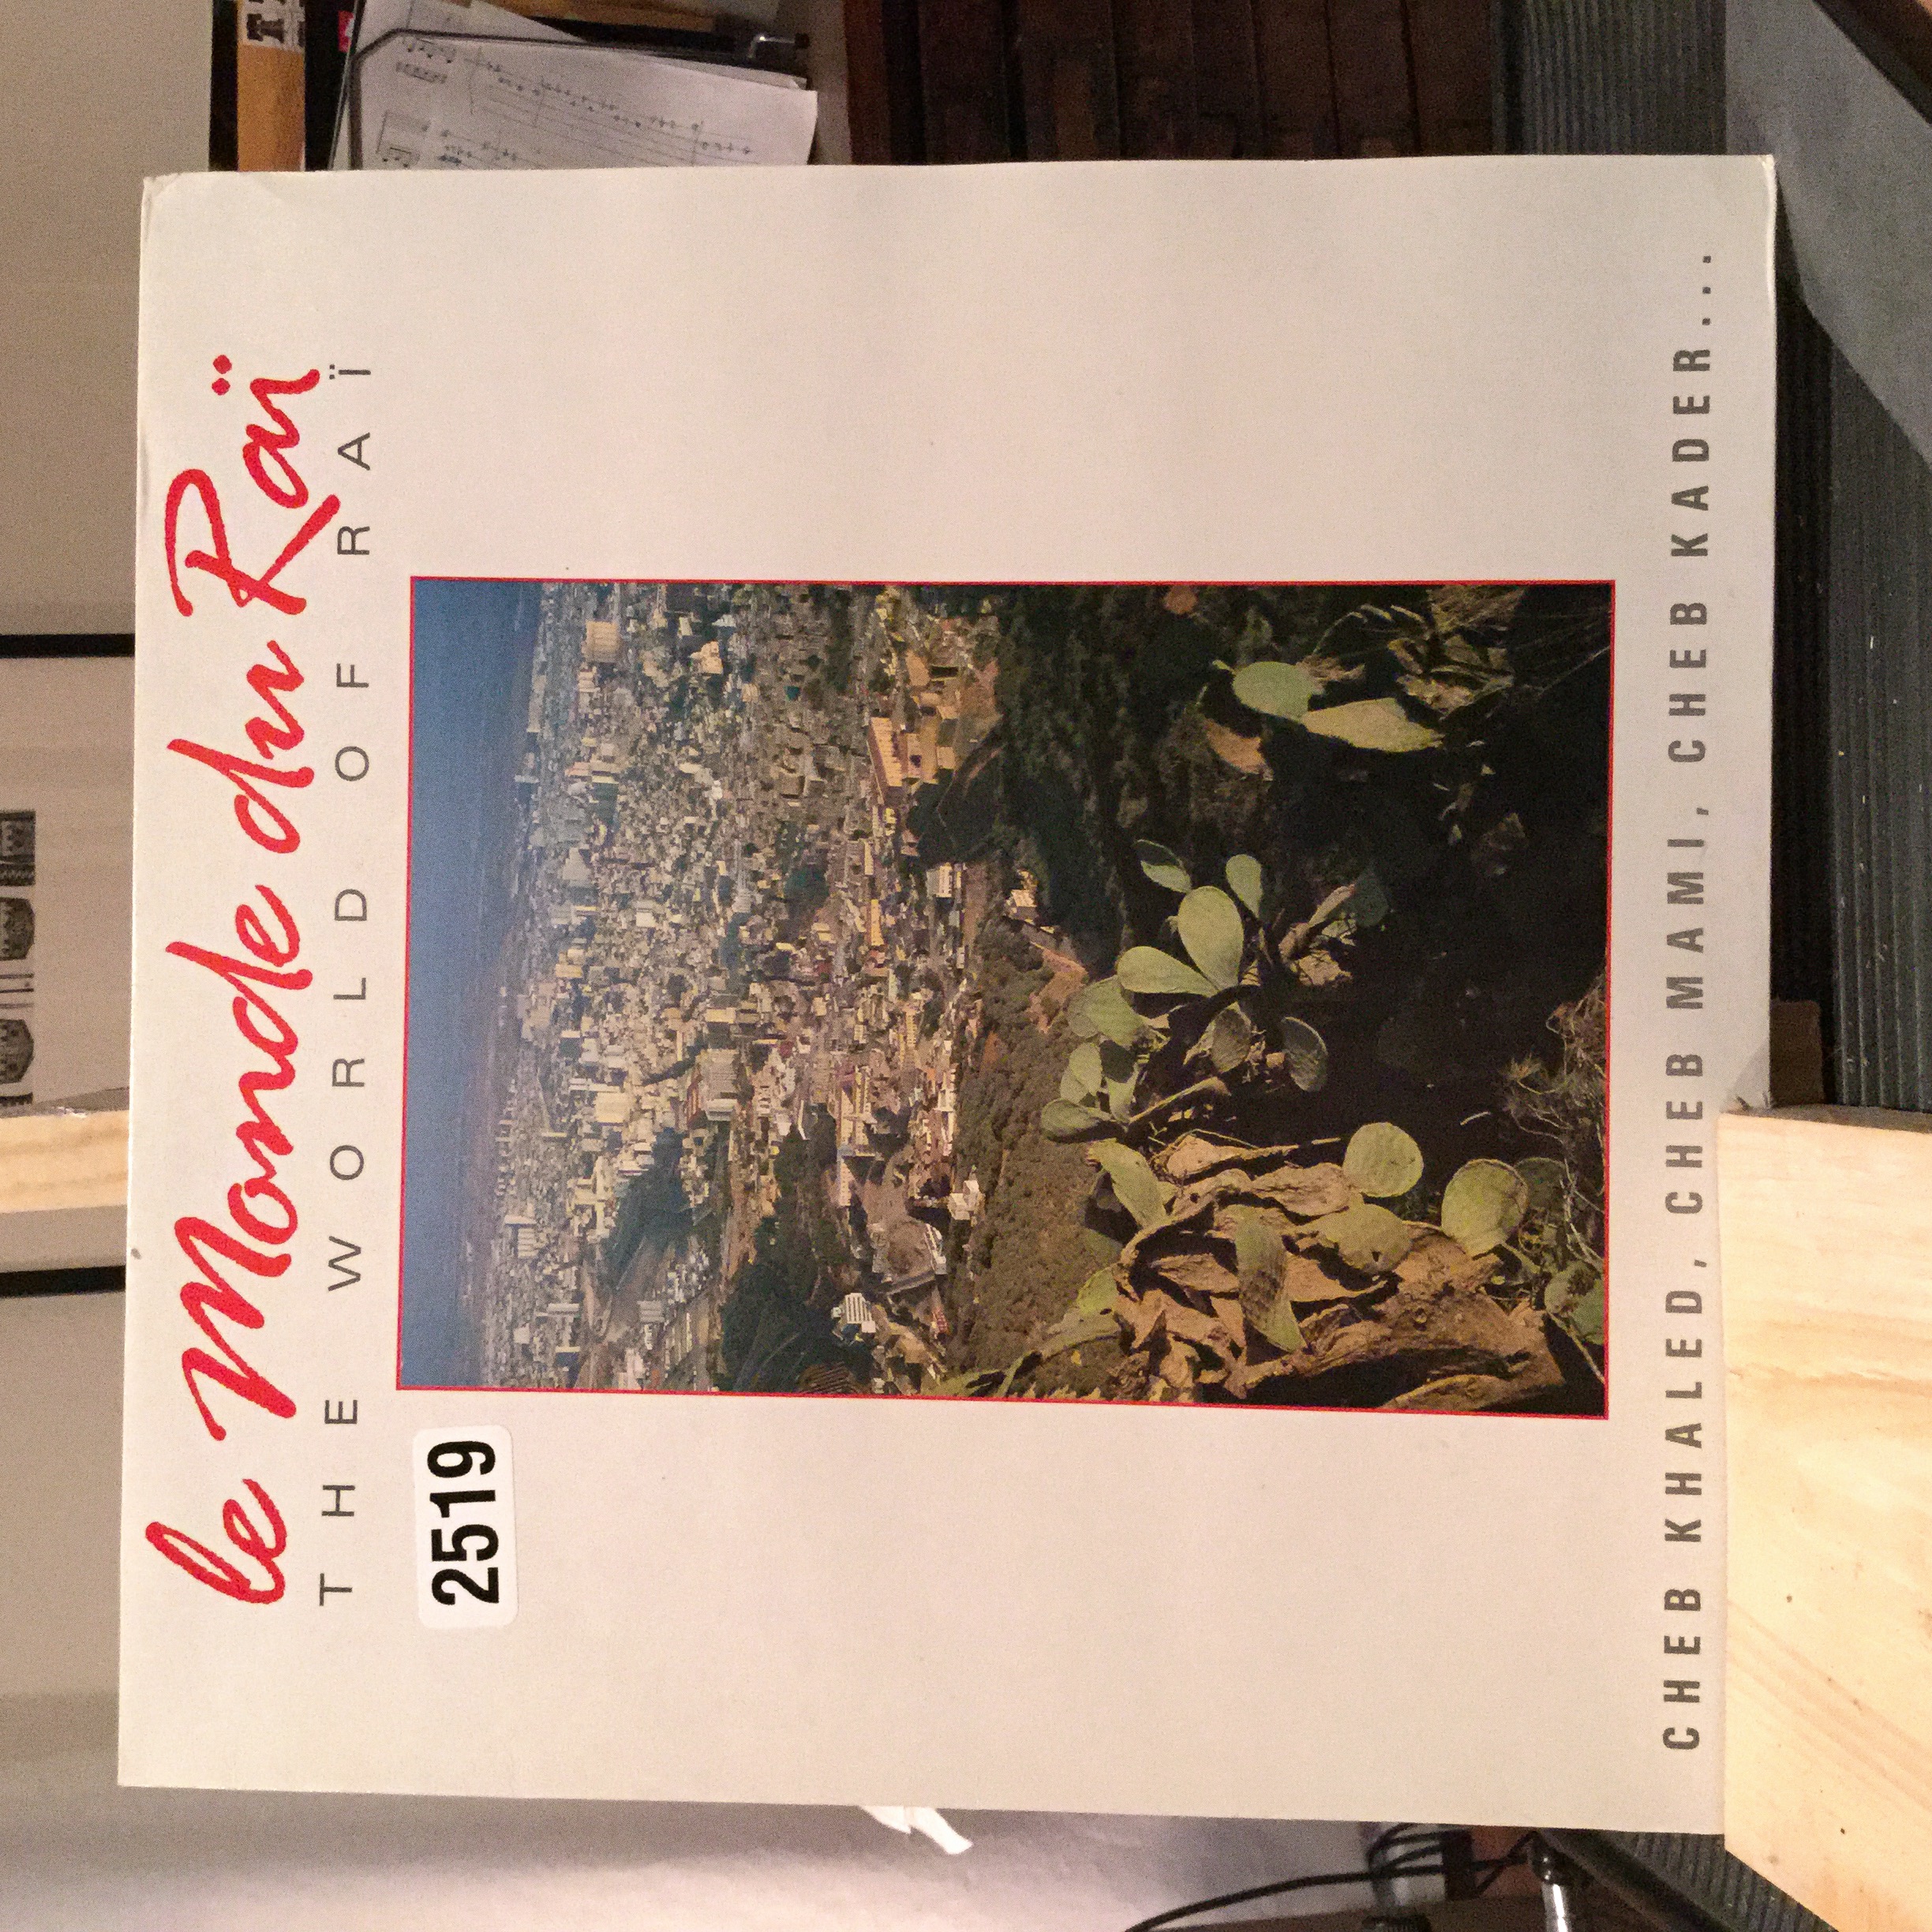 le Monde du Raï
THE WORLD OF RAÏ
2519
CHEB KHALED, CHEB MAMI, CHEB KADER...